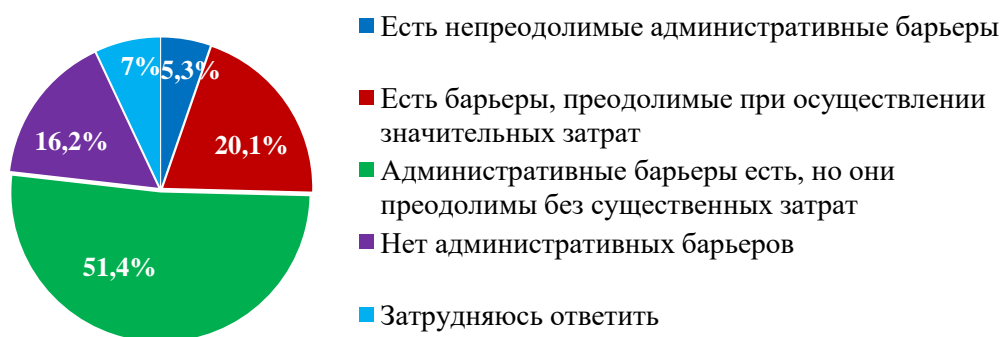 Есть непреодолимые административные барьеры
7%
5,3%
Есть барьеры, преодолимые при осуществлении
значительных затрат
16,2%
20,1%
Административные барьеры есть, но они
преодолимы без существенных затрат
Нет административных барьеров
51,4%
Затрудняюсь ответить